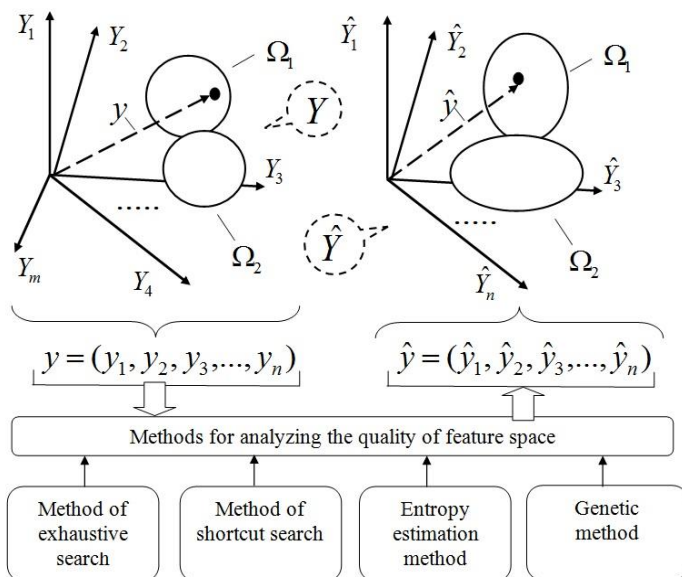 Y₁ Y₂ Ω₁ Ŷ₁ Ŷ₂ Ω₁
y Y ŷ
Y₃ Ŷ₃
..... .....
Yₘ Y₄ Ω₂ Ŷ Ŷₙ Ω₂
y = (y₁, y₂, y₃,..., yₙ) ŷ = (ŷ₁, ŷ₂, ŷ₃,..., ŷₙ)
Methods for analyzing the quality of feature space
Method of
exhaustive
search
Method of
shortcut search
Entropy
estimation
method
Genetic
method